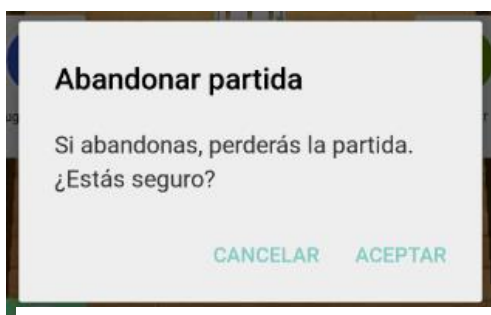 Abandonar partida
Si abandonas, perderás la partida.
¿Estás seguro?
CANCELAR ACEPTAR